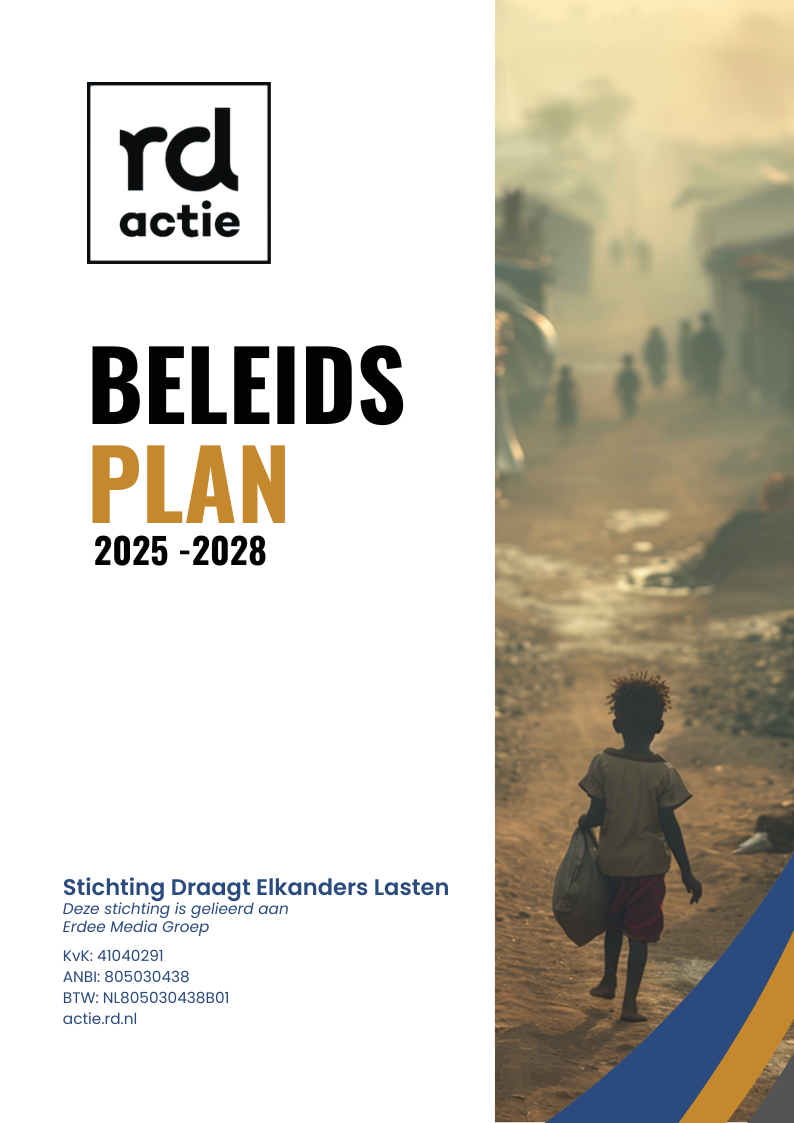 rd
actie
BELEIDS
PLAN
2025 -2028
Stichting Draagt Elkanders Lasten
Deze stichting is gelieerd aan
Erdee Media Groep
KvK: 41040291
ANBI: 805030438
BTW: NL805030438B01
actie.rd.nl